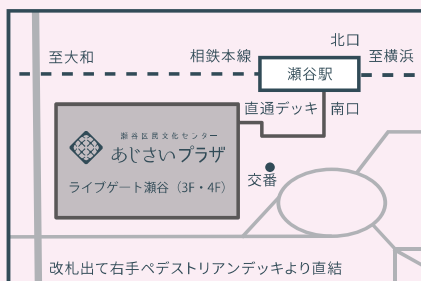 北口
至大和
相鉄本線
至横浜
瀬谷駅
直通デッキ
南口
瀬谷区民文化センター
あじさいプラザ
交番
ライブゲート瀬谷（3F・4F）
改札出て右手ペデストリアンデッキより直結